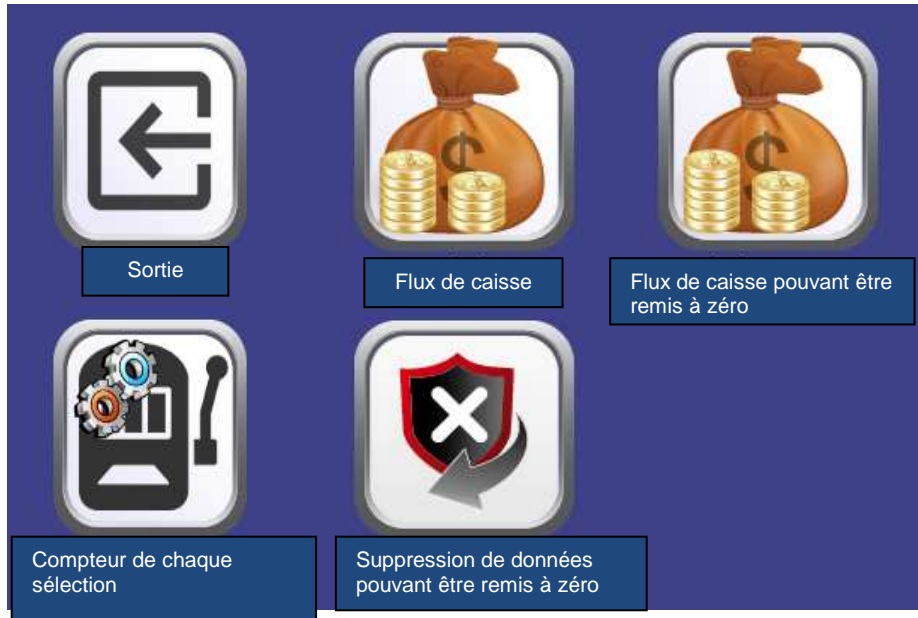 Sortie
Flux de caisse
Flux de caisse pouvant être
remis à zéro
Compteur de chaque
sélection
Suppression de données
pouvant être remis à zéro